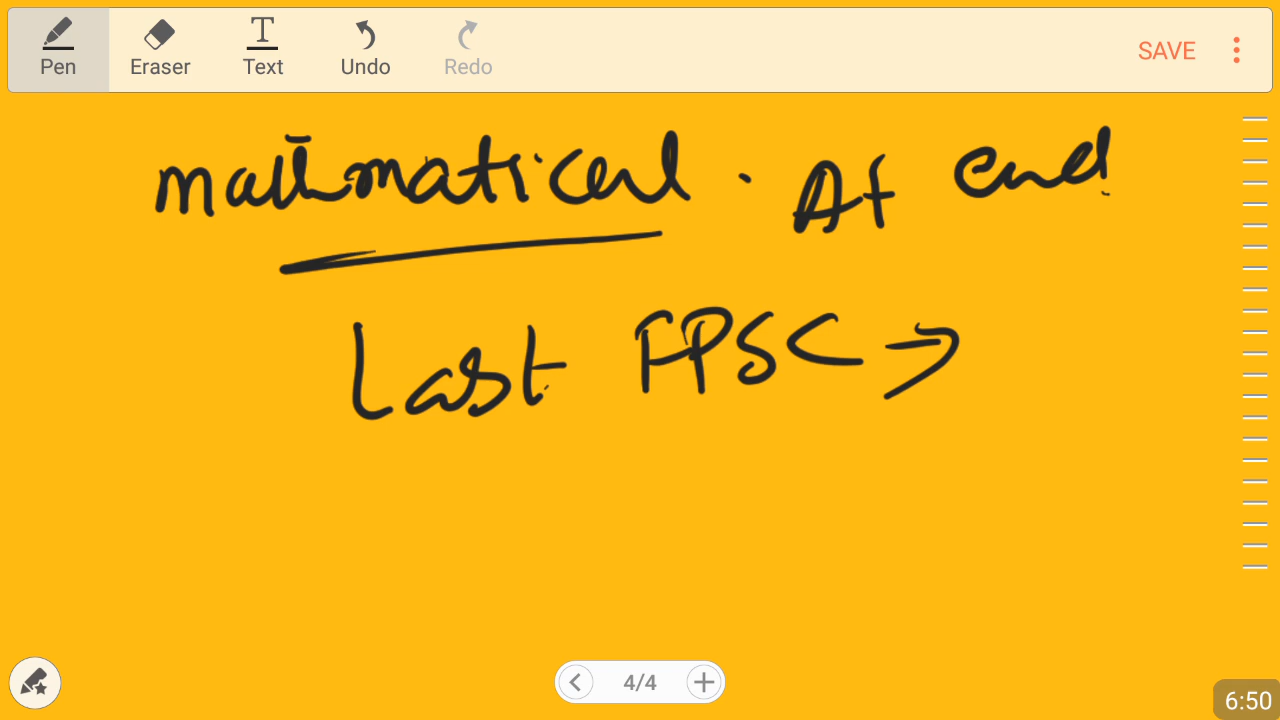 Pen Eraser Text Undo Redo SAVE
mathmatical . At end
Last FPSC →
4/4
6:50